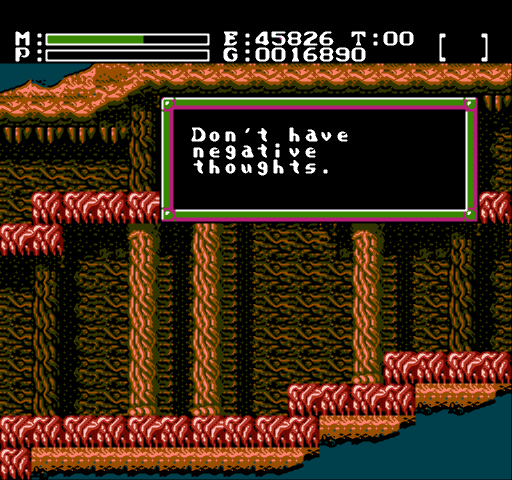 M: E:45826 T:00 [ ]
P: G:0016890
Don't have
negative
thoughts.